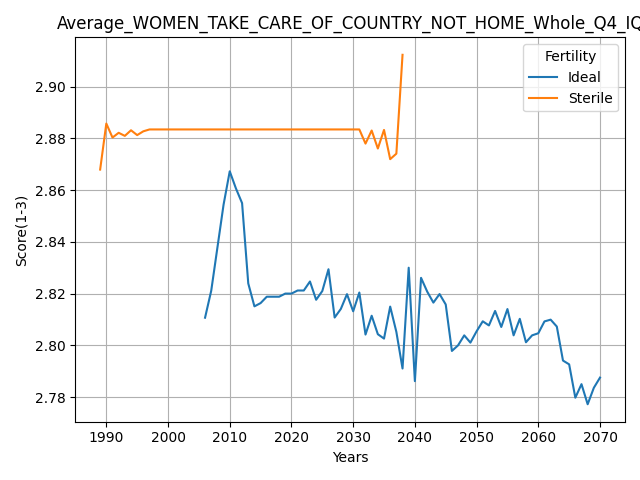 Average_WOMEN_TAKE_CARE_OF_COUNTRY_NOT_HOME_Whole_Q4_IQ
Fertility
Ideal
Sterile
Score(1-3)
2.90
2.88
2.86
2.84
2.82
2.80
2.78
1990 2000 2010 2020 2030 2040 2050 2060 2070
Years